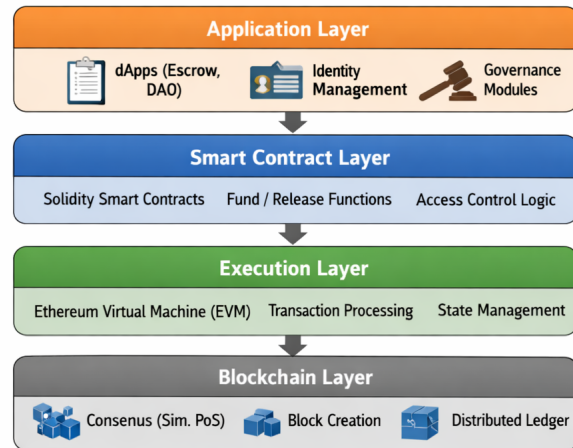 Application Layer
dApps (Escrow, DAO)
Identity Management
Governance Modules
Smart Contract Layer
Solidity Smart Contracts
Fund / Release Functions
Access Control Logic
Execution Layer
Ethereum Virtual Machine (EVM)
Transaction Processing
State Management
Blockchain Layer
Consenus (Sim. PoS)
Block Creation
Distributed Ledger